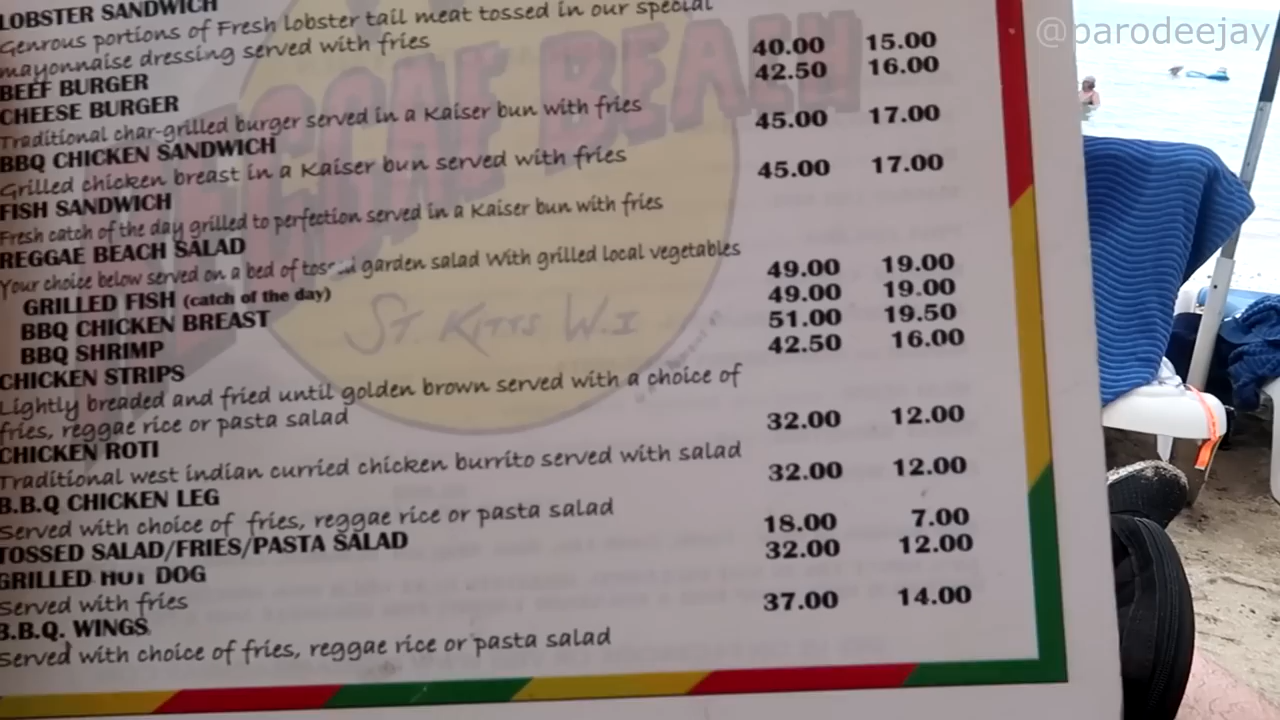 @parodeejay
LOBSTER SANDWICH
Genrous portions of Fresh lobster tail meat tossed in our special
mayonnaise dressing served with fries
BEEF BURGER 40.00 15.00
CHEESE BURGER 42.50 16.00
Traditional char-grilled burger served in a Kaiser bun with fries
BBQ CHICKEN SANDWICH 45.00 17.00
Grilled chicken breast in a Kaiser bun served with fries
FISH SANDWICH 45.00 17.00
Fresh catch of the day grilled to perfection served in a Kaiser bun with fries
REGGAE BEACH SALAD
Your choice below served on a bed of tossed garden salad With grilled local vegetables
GRILLED FISH (catch of the day) 49.00 19.00
BBQ CHICKEN BREAST 49.00 19.00
BBQ SHRIMP 51.00 19.50
CHICKEN STRIPS 42.50 16.00
Lightly breaded and fried until golden brown served with a choice of
fries, reggae rice or pasta salad
CHICKEN ROTI 32.00 12.00
Traditional west indian curried chicken burrito served with salad
B.B.Q CHICKEN LEG 32.00 12.00
Served with choice of fries, reggae rice or pasta salad
TOSSED SALAD/FRIES/PASTA SALAD 18.00 7.00
GRILLED HOT DOG 32.00 12.00
Served with fries
B.B.Q. WINGS 37.00 14.00
Served with choice of fries, reggae rice or pasta salad
REGGAE BEACH
ST. KITTS W.I